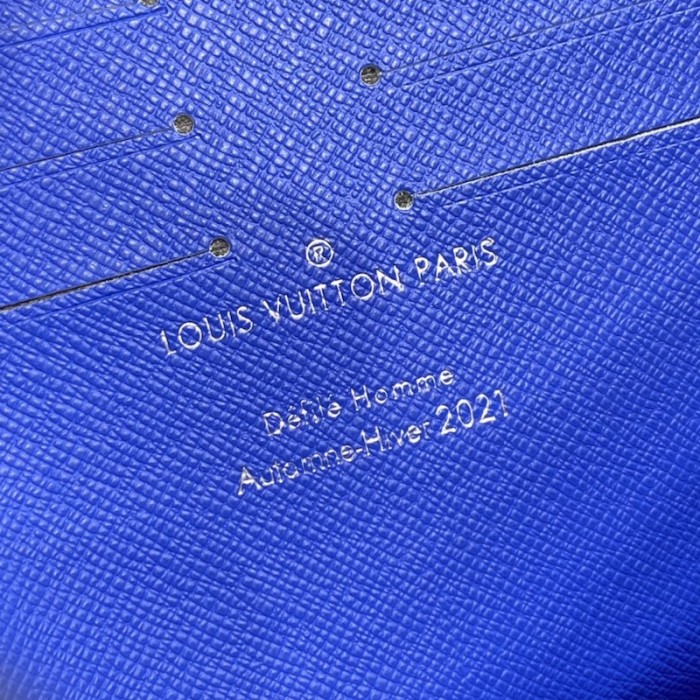 ®
LOUIS VUITTON PARIS
Défilé Homme
Automne-Hiver 2021